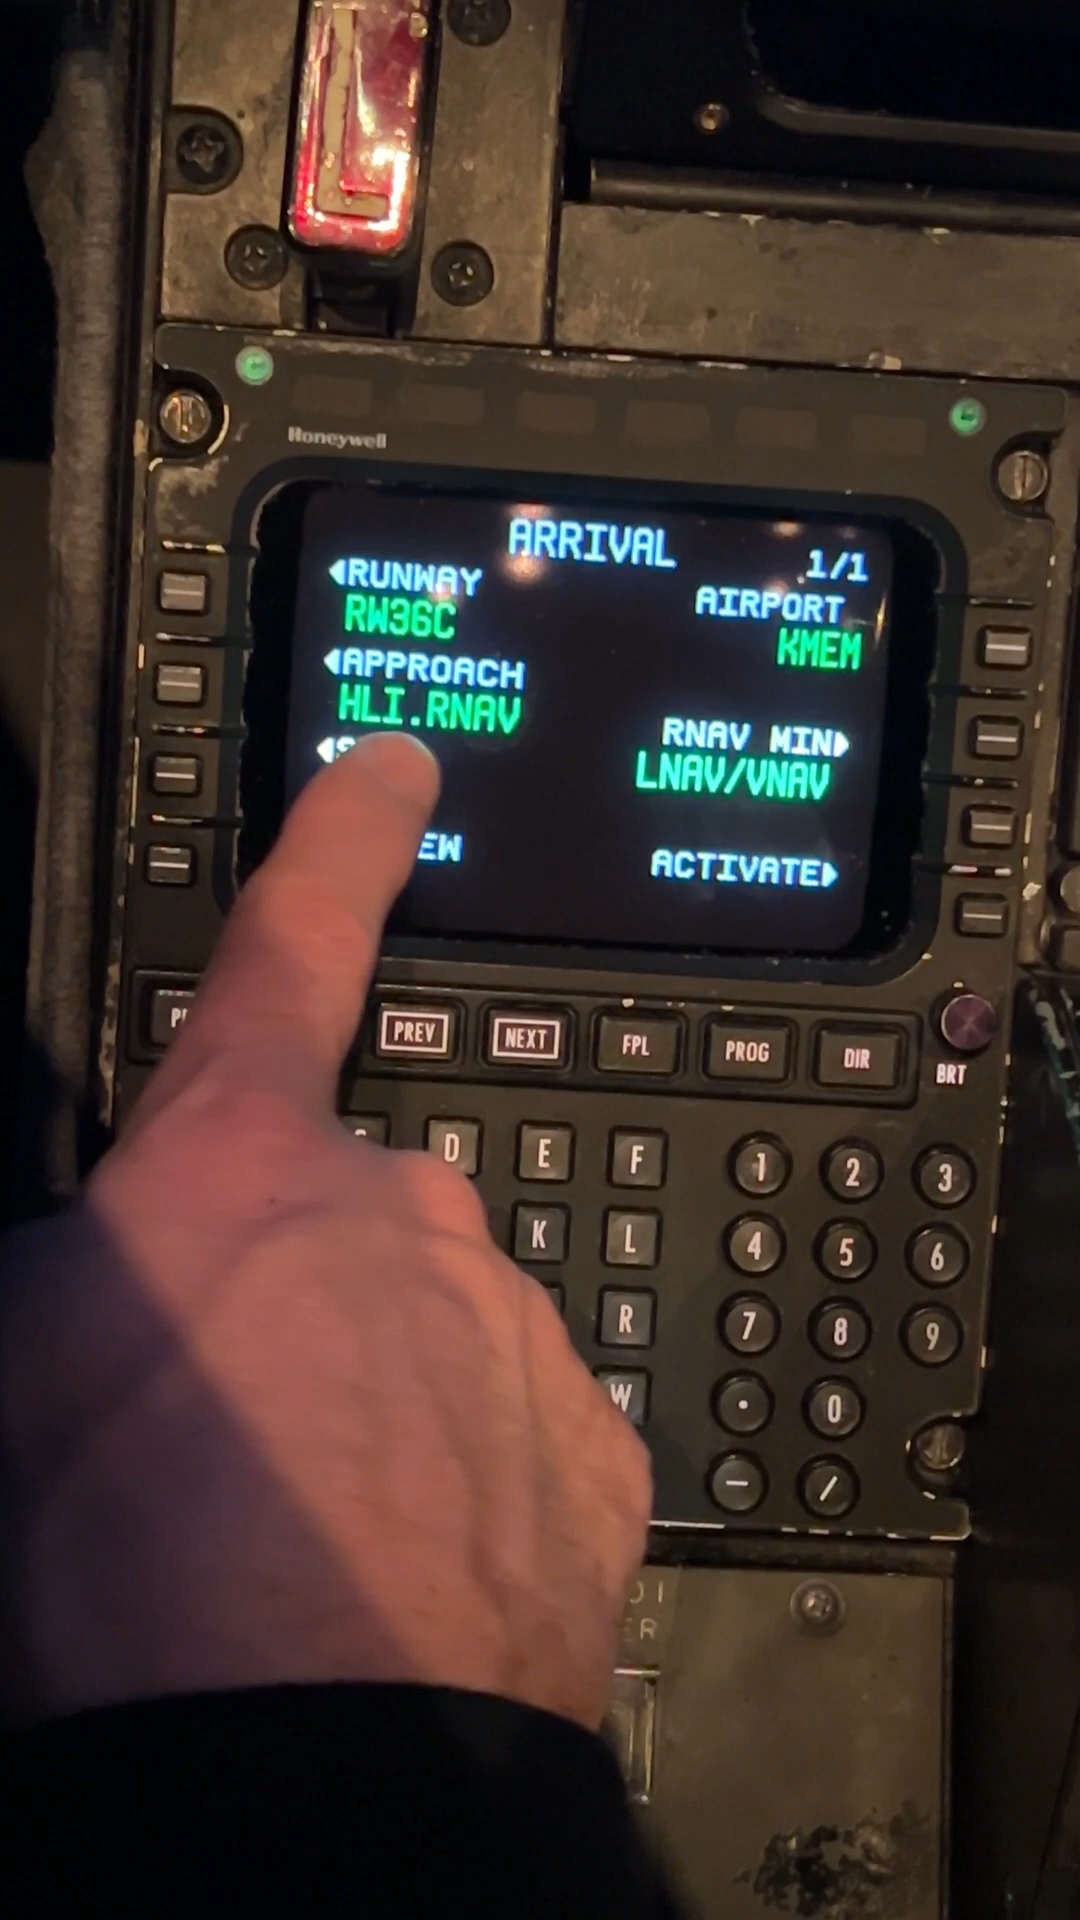 Honeywell
ARRIVAL
1/1
RUNWAY
AIRPORT
RW36C
KMEM
APPROACH
HLI.RNAV
RNAV MIN
LNAV/VNAV
ACTIVATE
PREV
NEXT
FPL
PROG
DIR
BRT
D
E
F
1
2
3
K
L
4
5
6
R
7
8
9
W
.
0
-
/